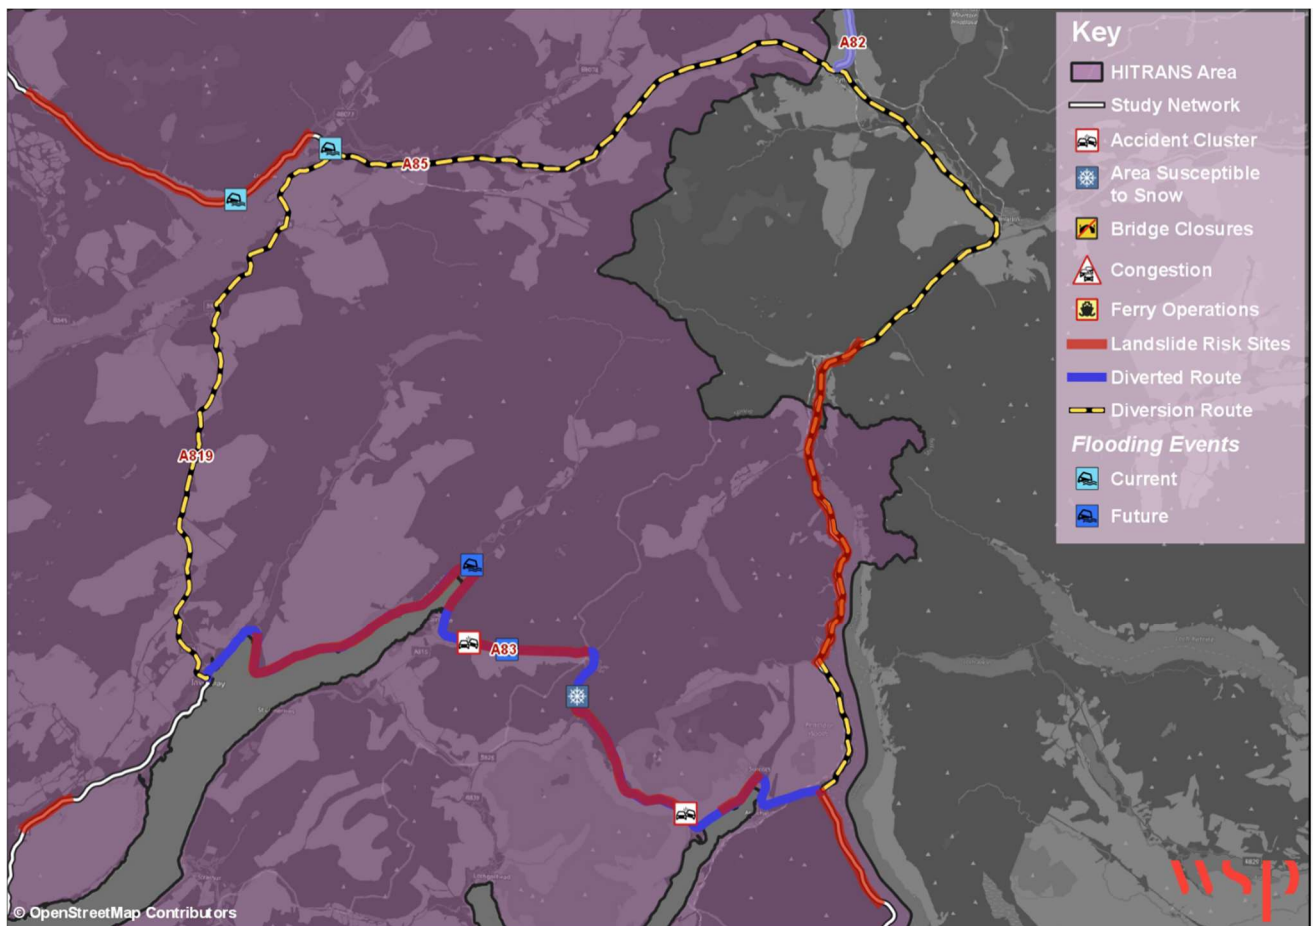 A82
Key
HITRANS Area
Study Network
Accident Cluster
Area Susceptible
to Snow
Bridge Closures
Congestion
Ferry Operations
Landslide Risk Sites
Diverted Route
Diversion Route
Flooding Events
Current
Future
A85
A819
A83
wsp
© OpenStreetMap Contributors